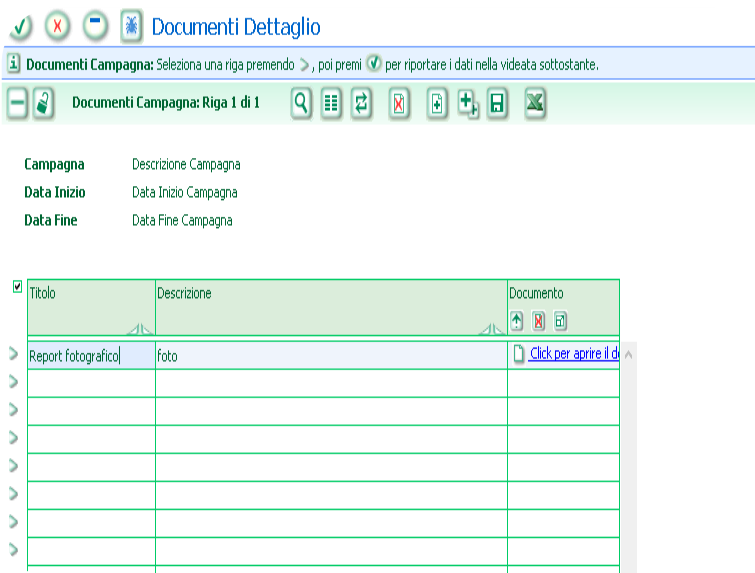 Documenti Dettaglio
Documenti Campagna: Seleziona una riga premendo > , poi premi per riportare i dati nella videata sottostante.
Documenti Campagna: Riga 1 di 1
Campagna Descrizione Campagna
Data Inizio Data Inizio Campagna
Data Fine Data Fine Campagna
Titolo Descrizione Documento
Report fotografico foto Click per aprire il d